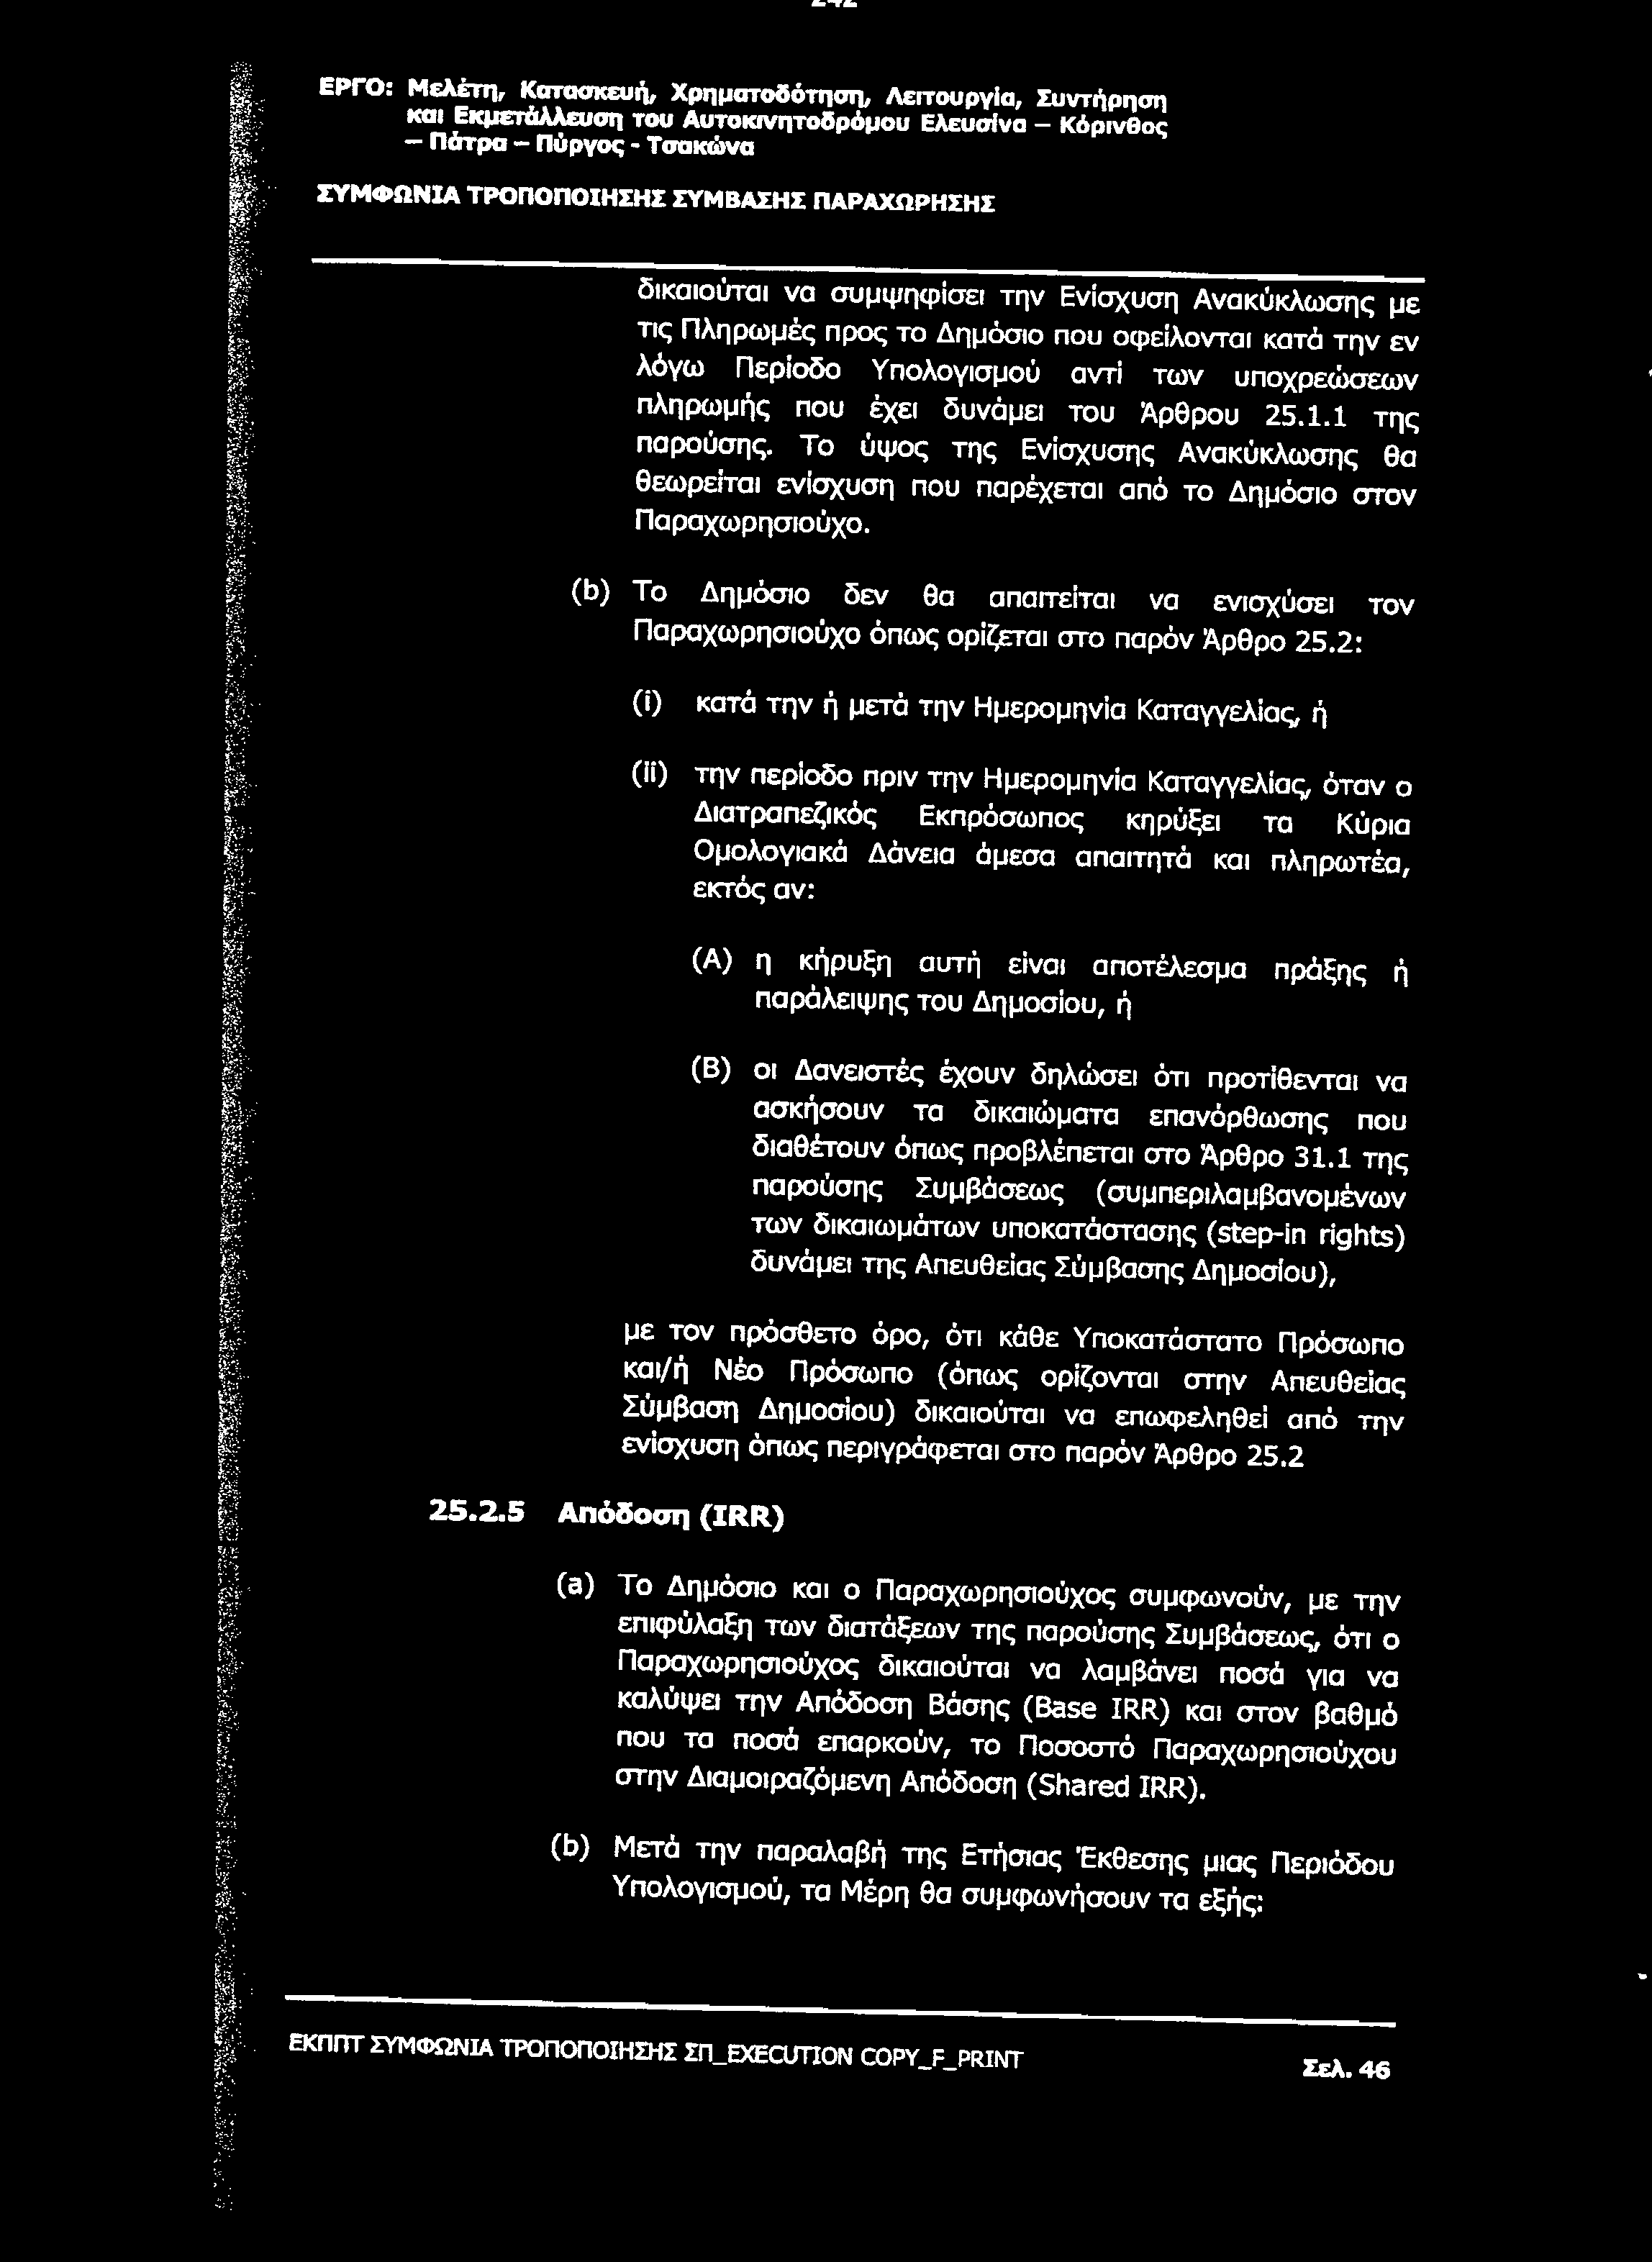 ΕΡΓΟ: Μελέτη, Κατασκευή, Χρηματοδότηση, Λειτουργία, Συντήρηση
και Εκμετάλλευση του Αυτοκινητοδρόμου Ελευσίνα – Κόρινθος
– Πάτρα – Πύργος - Τσακώνα
ΣΥΜΦΩΝΙΑ ΤΡΟΠΟΠΟΙΗΣΗΣ ΣΥΜΒΑΣΗΣ ΠΑΡΑΧΩΡΗΣΗΣ
δικαιούται να συμψηφίσει την Ενίσχυση Ανακύκλωσης με
τις Πληρωμές προς το Δημόσιο που οφείλονται κατά την εν
λόγω Περίοδο Υπολογισμού αντί των υποχρεώσεων
πληρωμής που έχει δυνάμει του Άρθρου 25.1.1 της
παρούσης. Το ύψος της Ενίσχυσης Ανακύκλωσης θα
θεωρείται ενίσχυση που παρέχεται από το Δημόσιο στον
Παραχωρησιούχο.
(b) Το Δημόσιο δεν θα απαιτείται να ενισχύσει τον
Παραχωρησιούχο όπως ορίζεται στο παρόν Άρθρο 25.2:
(i) κατά την ή μετά την Ημερομηνία Καταγγελίας, ή
(ii) την περίοδο πριν την Ημερομηνία Καταγγελίας, όταν ο
Διατραπεζικός Εκπρόσωπος κηρύξει τα Κύρια
Ομολογιακά Δάνεια άμεσα απαιτητά και πληρωτέα,
εκτός αν:
(A) η κήρυξη αυτή είναι αποτέλεσμα πράξης ή
παράλειψης του Δημοσίου, ή
(B) οι Δανειστές έχουν δηλώσει ότι προτίθενται να
ασκήσουν τα δικαιώματα επανόρθωσης που
διαθέτουν όπως προβλέπεται στο Άρθρο 31.1 της
παρούσης Συμβάσεως (συμπεριλαμβανομένων
των δικαιωμάτων υποκατάστασης (step-in rights)
δυνάμει της Απευθείας Σύμβασης Δημοσίου),
με τον πρόσθετο όρο, ότι κάθε Υποκατάστατο Πρόσωπο
και/ή Νέο Πρόσωπο (όπως ορίζονται στην Απευθείας
Σύμβαση Δημοσίου) δικαιούται να επωφεληθεί από την
ενίσχυση όπως περιγράφεται στο παρόν Άρθρο 25.2
25.2.5 Απόδοση (IRR)
(a) Το Δημόσιο και ο Παραχωρησιούχος συμφωνούν, με την
επιφύλαξη των διατάξεων της παρούσης Συμβάσεως, ότι ο
Παραχωρησιούχος δικαιούται να λαμβάνει ποσά για να
καλύψει την Απόδοση Βάσης (Base IRR) και στον βαθμό
που τα ποσά επαρκούν, το Ποσοστό Παραχωρησιούχου
στην Διαμοιραζόμενη Απόδοση (Shared IRR).
(b) Μετά την παραλαβή της Ετήσιας Έκθεσης μιας Περιόδου
Υπολογισμού, τα Μέρη θα συμφωνήσουν τα εξής:
ΕΚΠΠΤ ΣΥΜΦΩΝΙΑ ΤΡΟΠΟΠΟΙΗΣΗΣ ΣΠ_EXECUTION COPY_F_PRINT
Σελ. 46